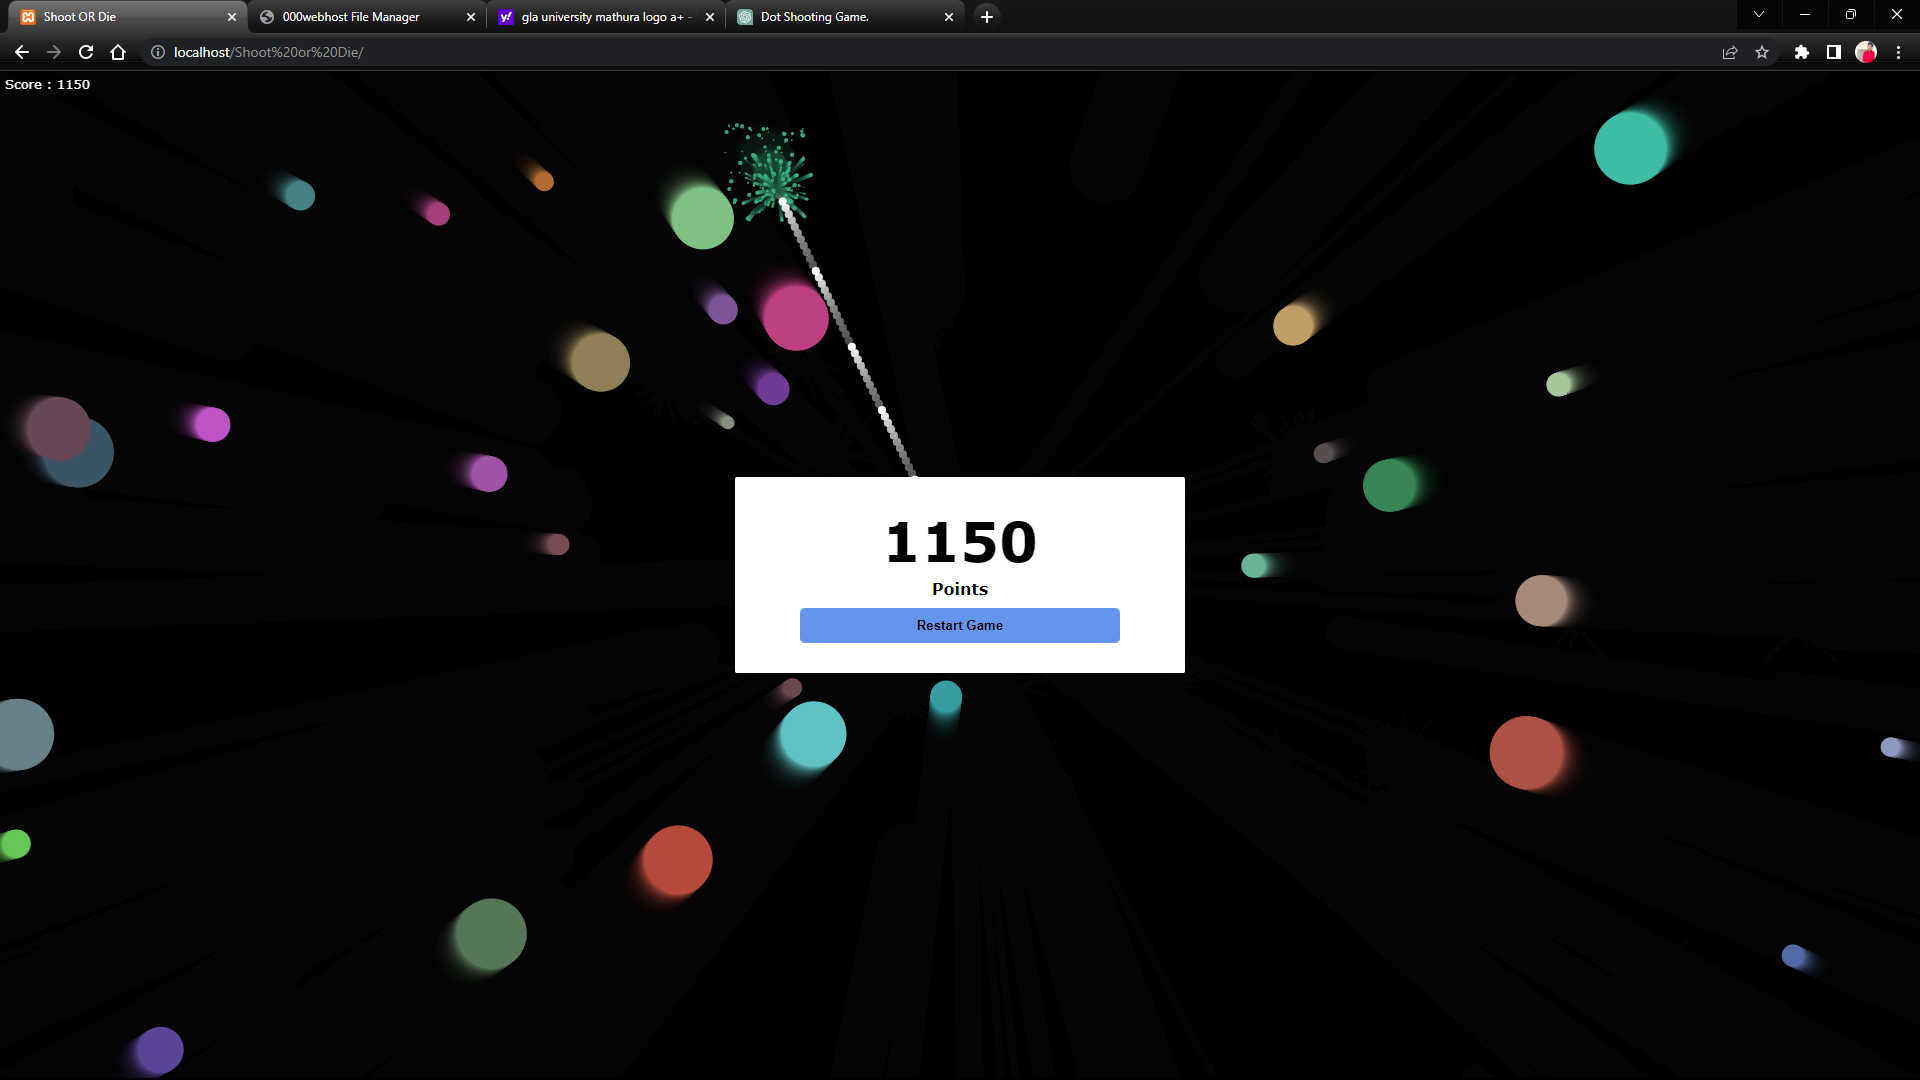 Shoot OR Die
000webhost File Manager
gla university mathura logo a+ -
Dot Shooting Game.
localhost/Shoot%20or%20Die/
Score : 1150
1150
Points
Restart Game